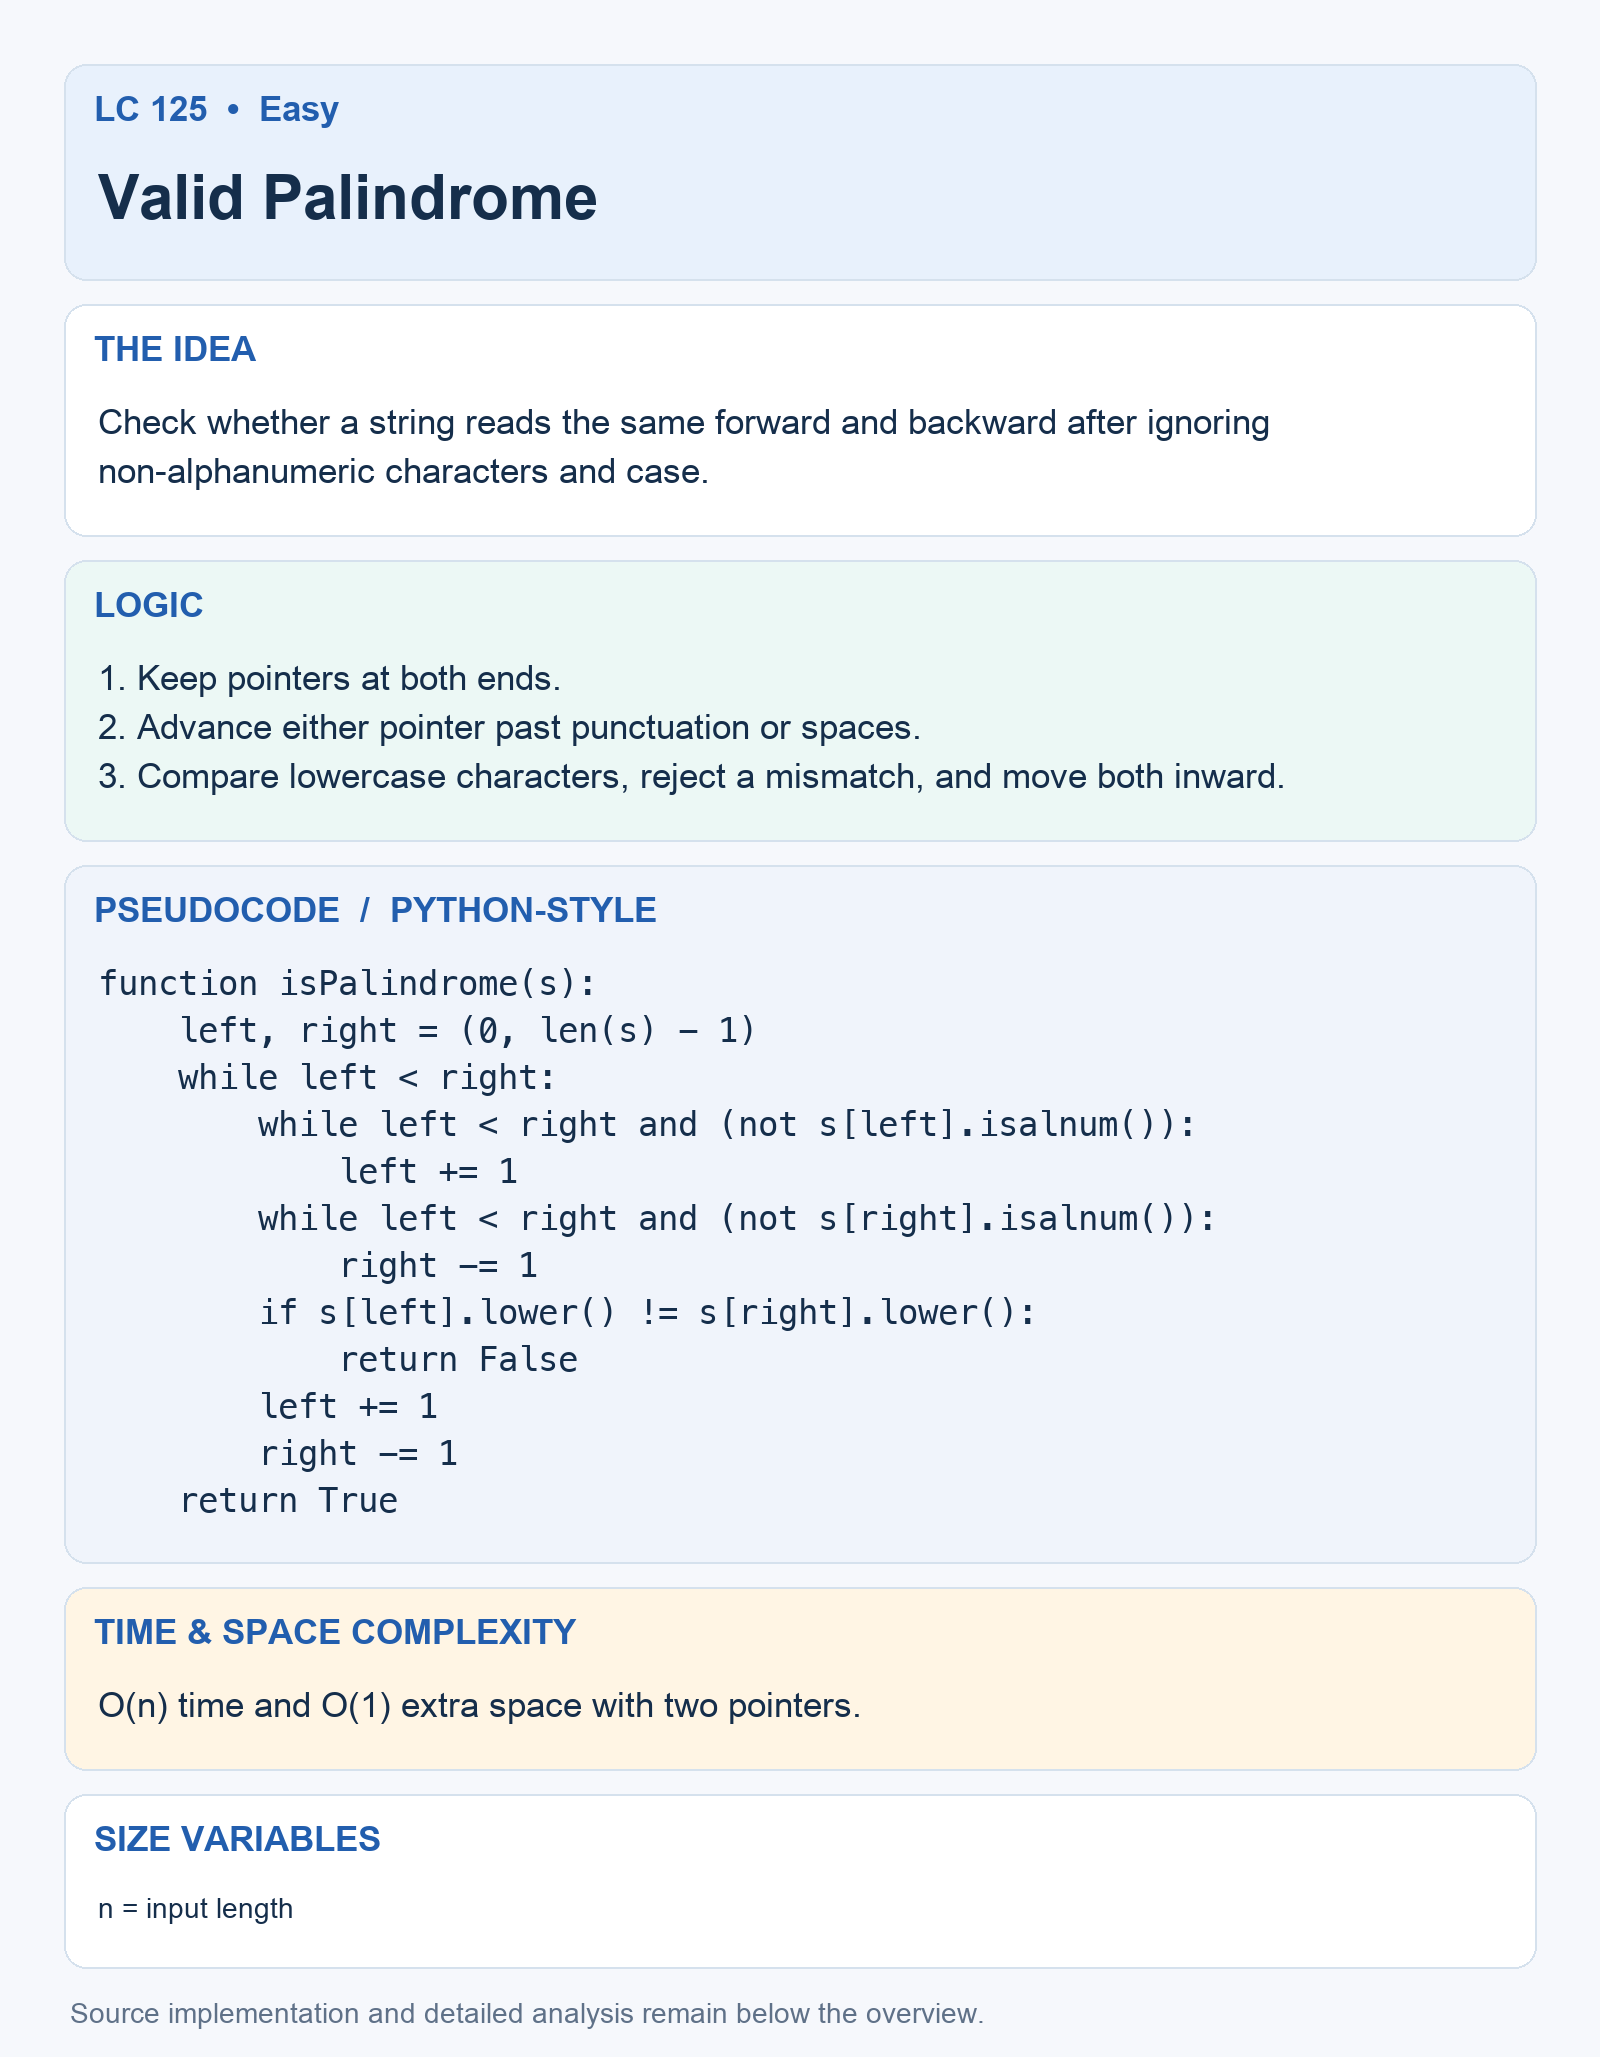 LC 125 • Easy
Valid Palindrome
THE IDEA
Check whether a string reads the same forward and backward after ignoring
non-alphanumeric characters and case.
LOGIC
1. Keep pointers at both ends.
2. Advance either pointer past punctuation or spaces.
3. Compare lowercase characters, reject a mismatch, and move both inward.
PSEUDOCODE / PYTHON-STYLE
function isPalindrome(s):
    left, right = (0, len(s) − 1)
    while left < right:
        while left < right and (not s[left].isalnum()):
            left += 1
        while left < right and (not s[right].isalnum()):
            right −= 1
        if s[left].lower() != s[right].lower():
            return False
        left += 1
        right −= 1
    return True
TIME & SPACE COMPLEXITY
O(n) time and O(1) extra space with two pointers.
SIZE VARIABLES
n = input length
Source implementation and detailed analysis remain below the overview.